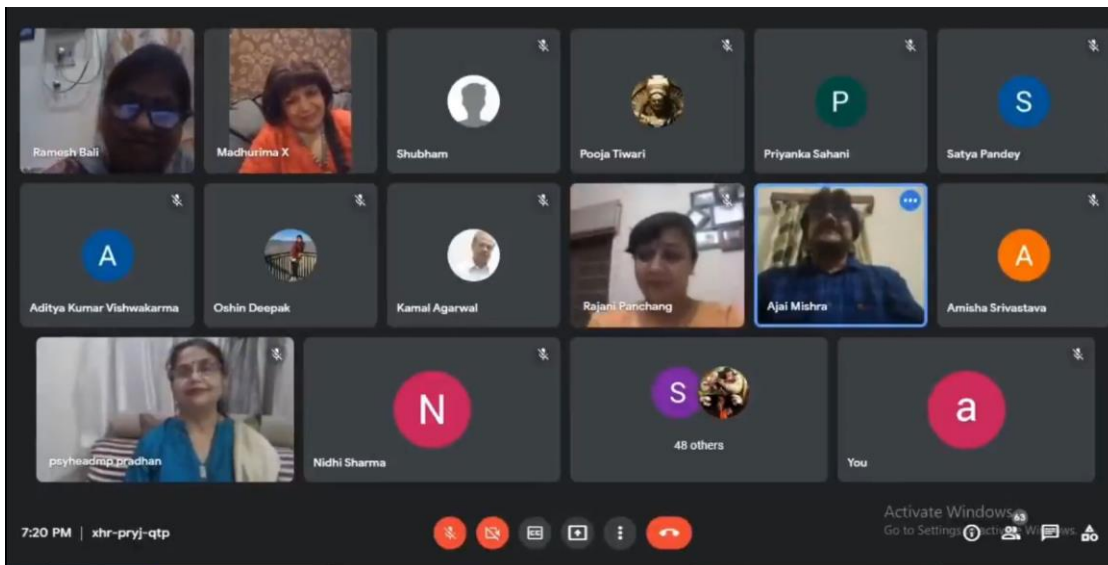 Ramesh Bali
Madhurima X
Shubham
Pooja Tiwari
P
Priyanka Sahani
S
Satya Pandey
A
Aditya Kumar Vishwakarma
Oshin Deepak
Kamal Agarwal
Rajani Panchang
Ajai Mishra
A
Amisha Srivastava
psyheadmp pradhan
N
Nidhi Sharma
S
48 others
a
You
Activate Windows
Go to Settings to activate Windows.
7:20 PM | xhr-pryj-qtp
CC
63